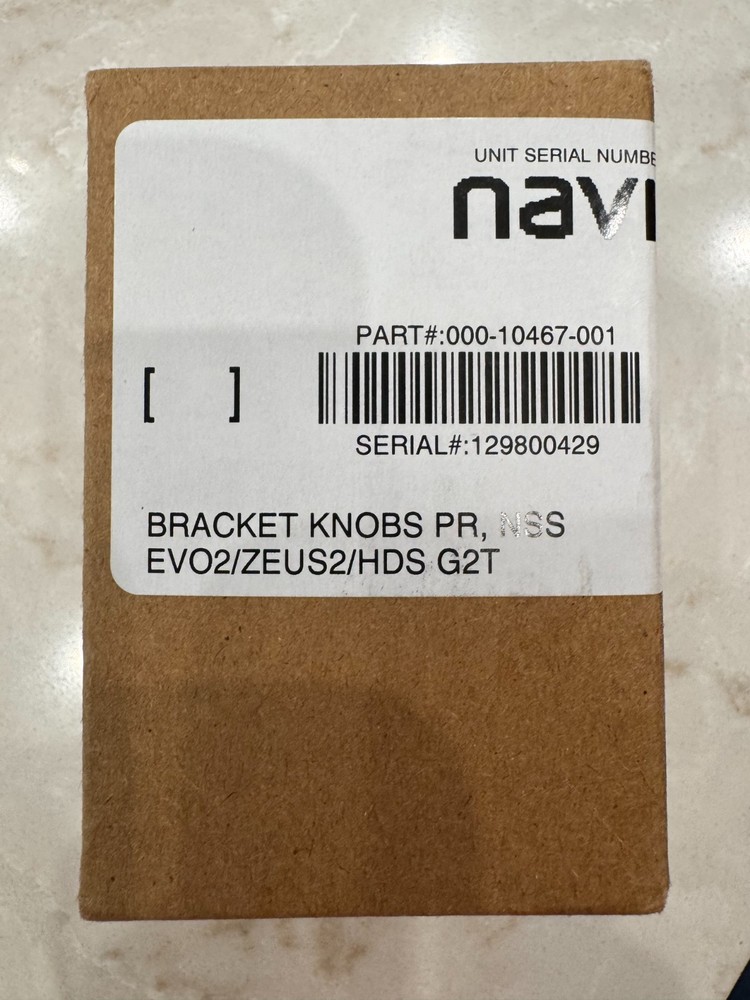 UNIT SERIAL NUMBE
navi
PART#:000-10467-001
[ ]
SERIAL#:129800429
BRACKET KNOBS PR, NSS
EVO2/ZEUS2/HDS G2T